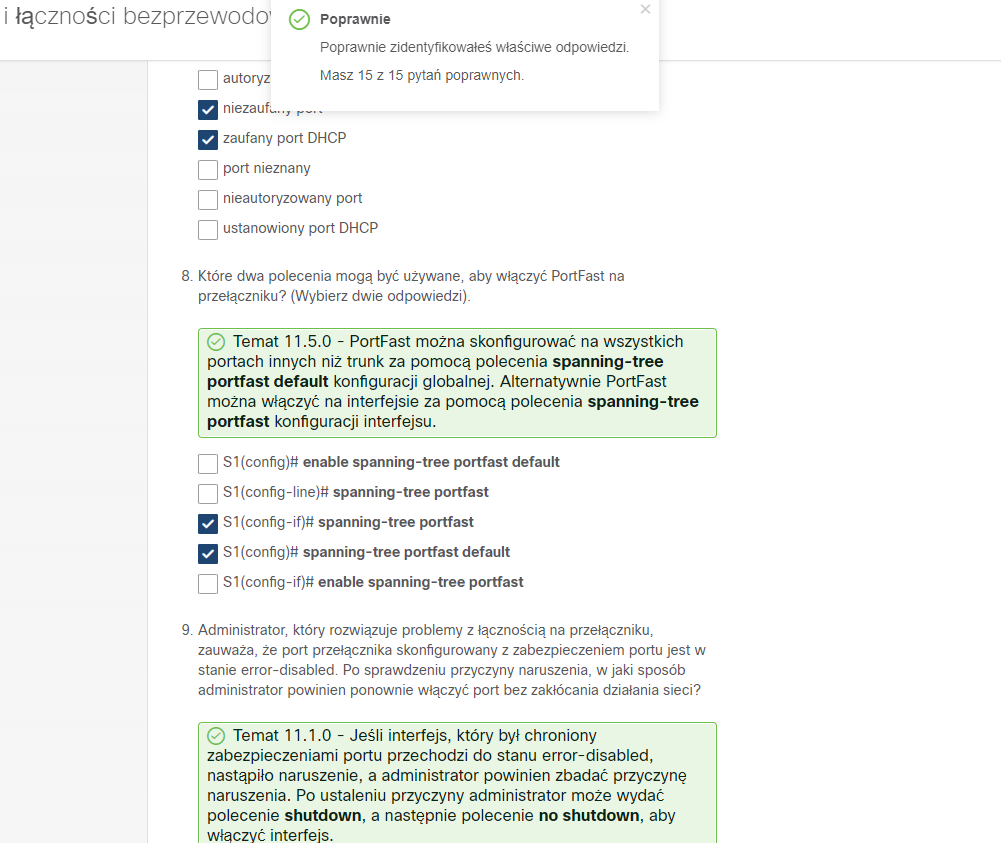 i łączności bezprzewodow
Poprawnie
Poprawnie zidentyfikowałeś właściwe odpowiedzi.
Masz 15 z 15 pytań poprawnych.
niezaufany port
zaufany port DHCP
port nieznany
nieautoryzowany port
ustanowiony port DHCP
8. Które dwa polecenia mogą być używane, aby włączyć PortFast na
przełączniku? (Wybierz dwie odpowiedzi).
Temat 11.5.0 - PortFast można skonfigurować na wszystkich
portach innych niż trunk za pomocą polecenia spanning-tree
portfast default konfiguracji globalnej. Alternatywnie PortFast
można włączyć na interfejsie za pomocą polecenia spanning-tree
portfast konfiguracji interfejsu.
S1(config)# enable spanning-tree portfast default
S1(config-line)# spanning-tree portfast
S1(config-if)# spanning-tree portfast
S1(config)# spanning-tree portfast default
S1(config-if)# enable spanning-tree portfast
9. Administrator, który rozwiązuje problemy z łącznością na przełączniku,
zauważa, że port przełącznika skonfigurowany z zabezpieczeniem portu jest w
stanie error-disabled. Po sprawdzeniu przyczyny naruszenia, w jaki sposób
administrator powinien ponownie włączyć port bez zakłócania działania sieci?
Temat 11.1.0 - Jeśli interfejs, który był chroniony
zabezpieczeniami portu przechodzi do stanu error-disabled,
nastąpiło naruszenie, a administrator powinien zbadać przyczynę
naruszenia. Po ustaleniu przyczyny administrator może wydać
polecenie shutdown, a następnie polecenie no shutdown, aby
włączyć interfejs.